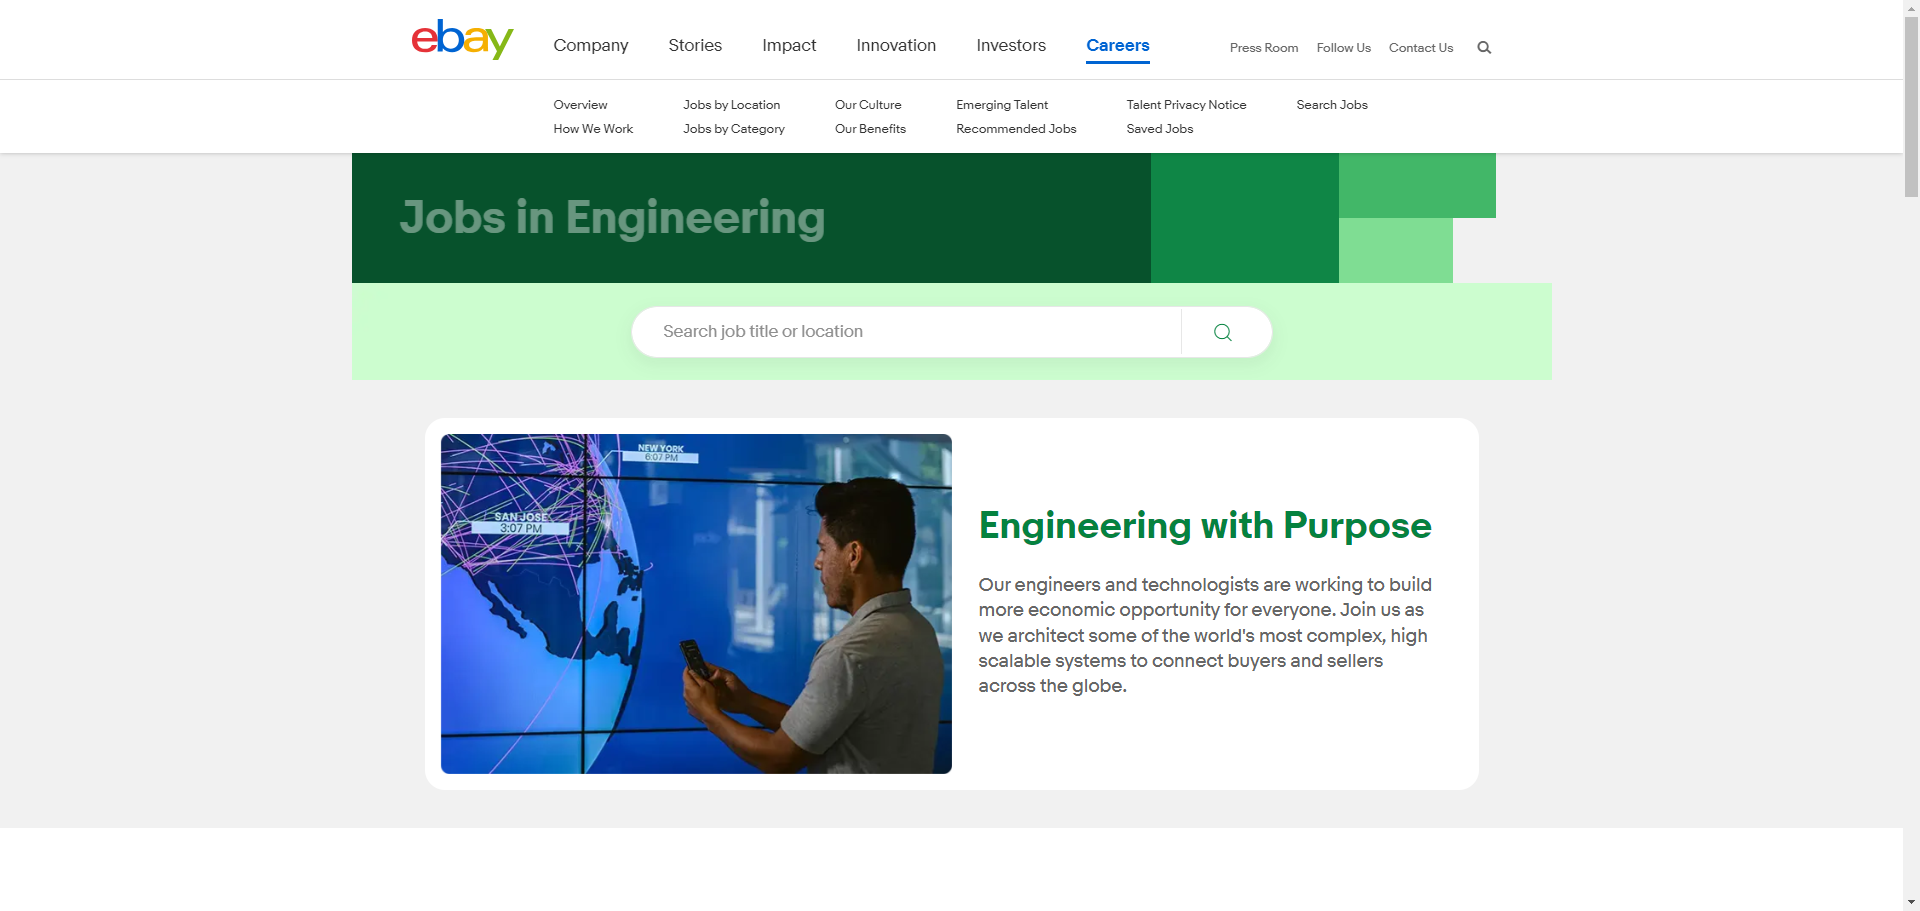 ebay
Company
Stories
Impact
Innovation
Investors
Careers
Press Room
Follow Us
Contact Us
Overview
How We Work
Jobs by Location
Jobs by Category
Our Culture
Our Benefits
Emerging Talent
Recommended Jobs
Talent Privacy Notice
Saved Jobs
Search Jobs
Jobs in Engineering
Search job title or location
NEW YORK
6:07 PM
SAN JOSE
3:07 PM
Engineering with Purpose
Our engineers and technologists are working to build
more economic opportunity for everyone. Join us as
we architect some of the world's most complex, high
scalable systems to connect buyers and sellers
across the globe.